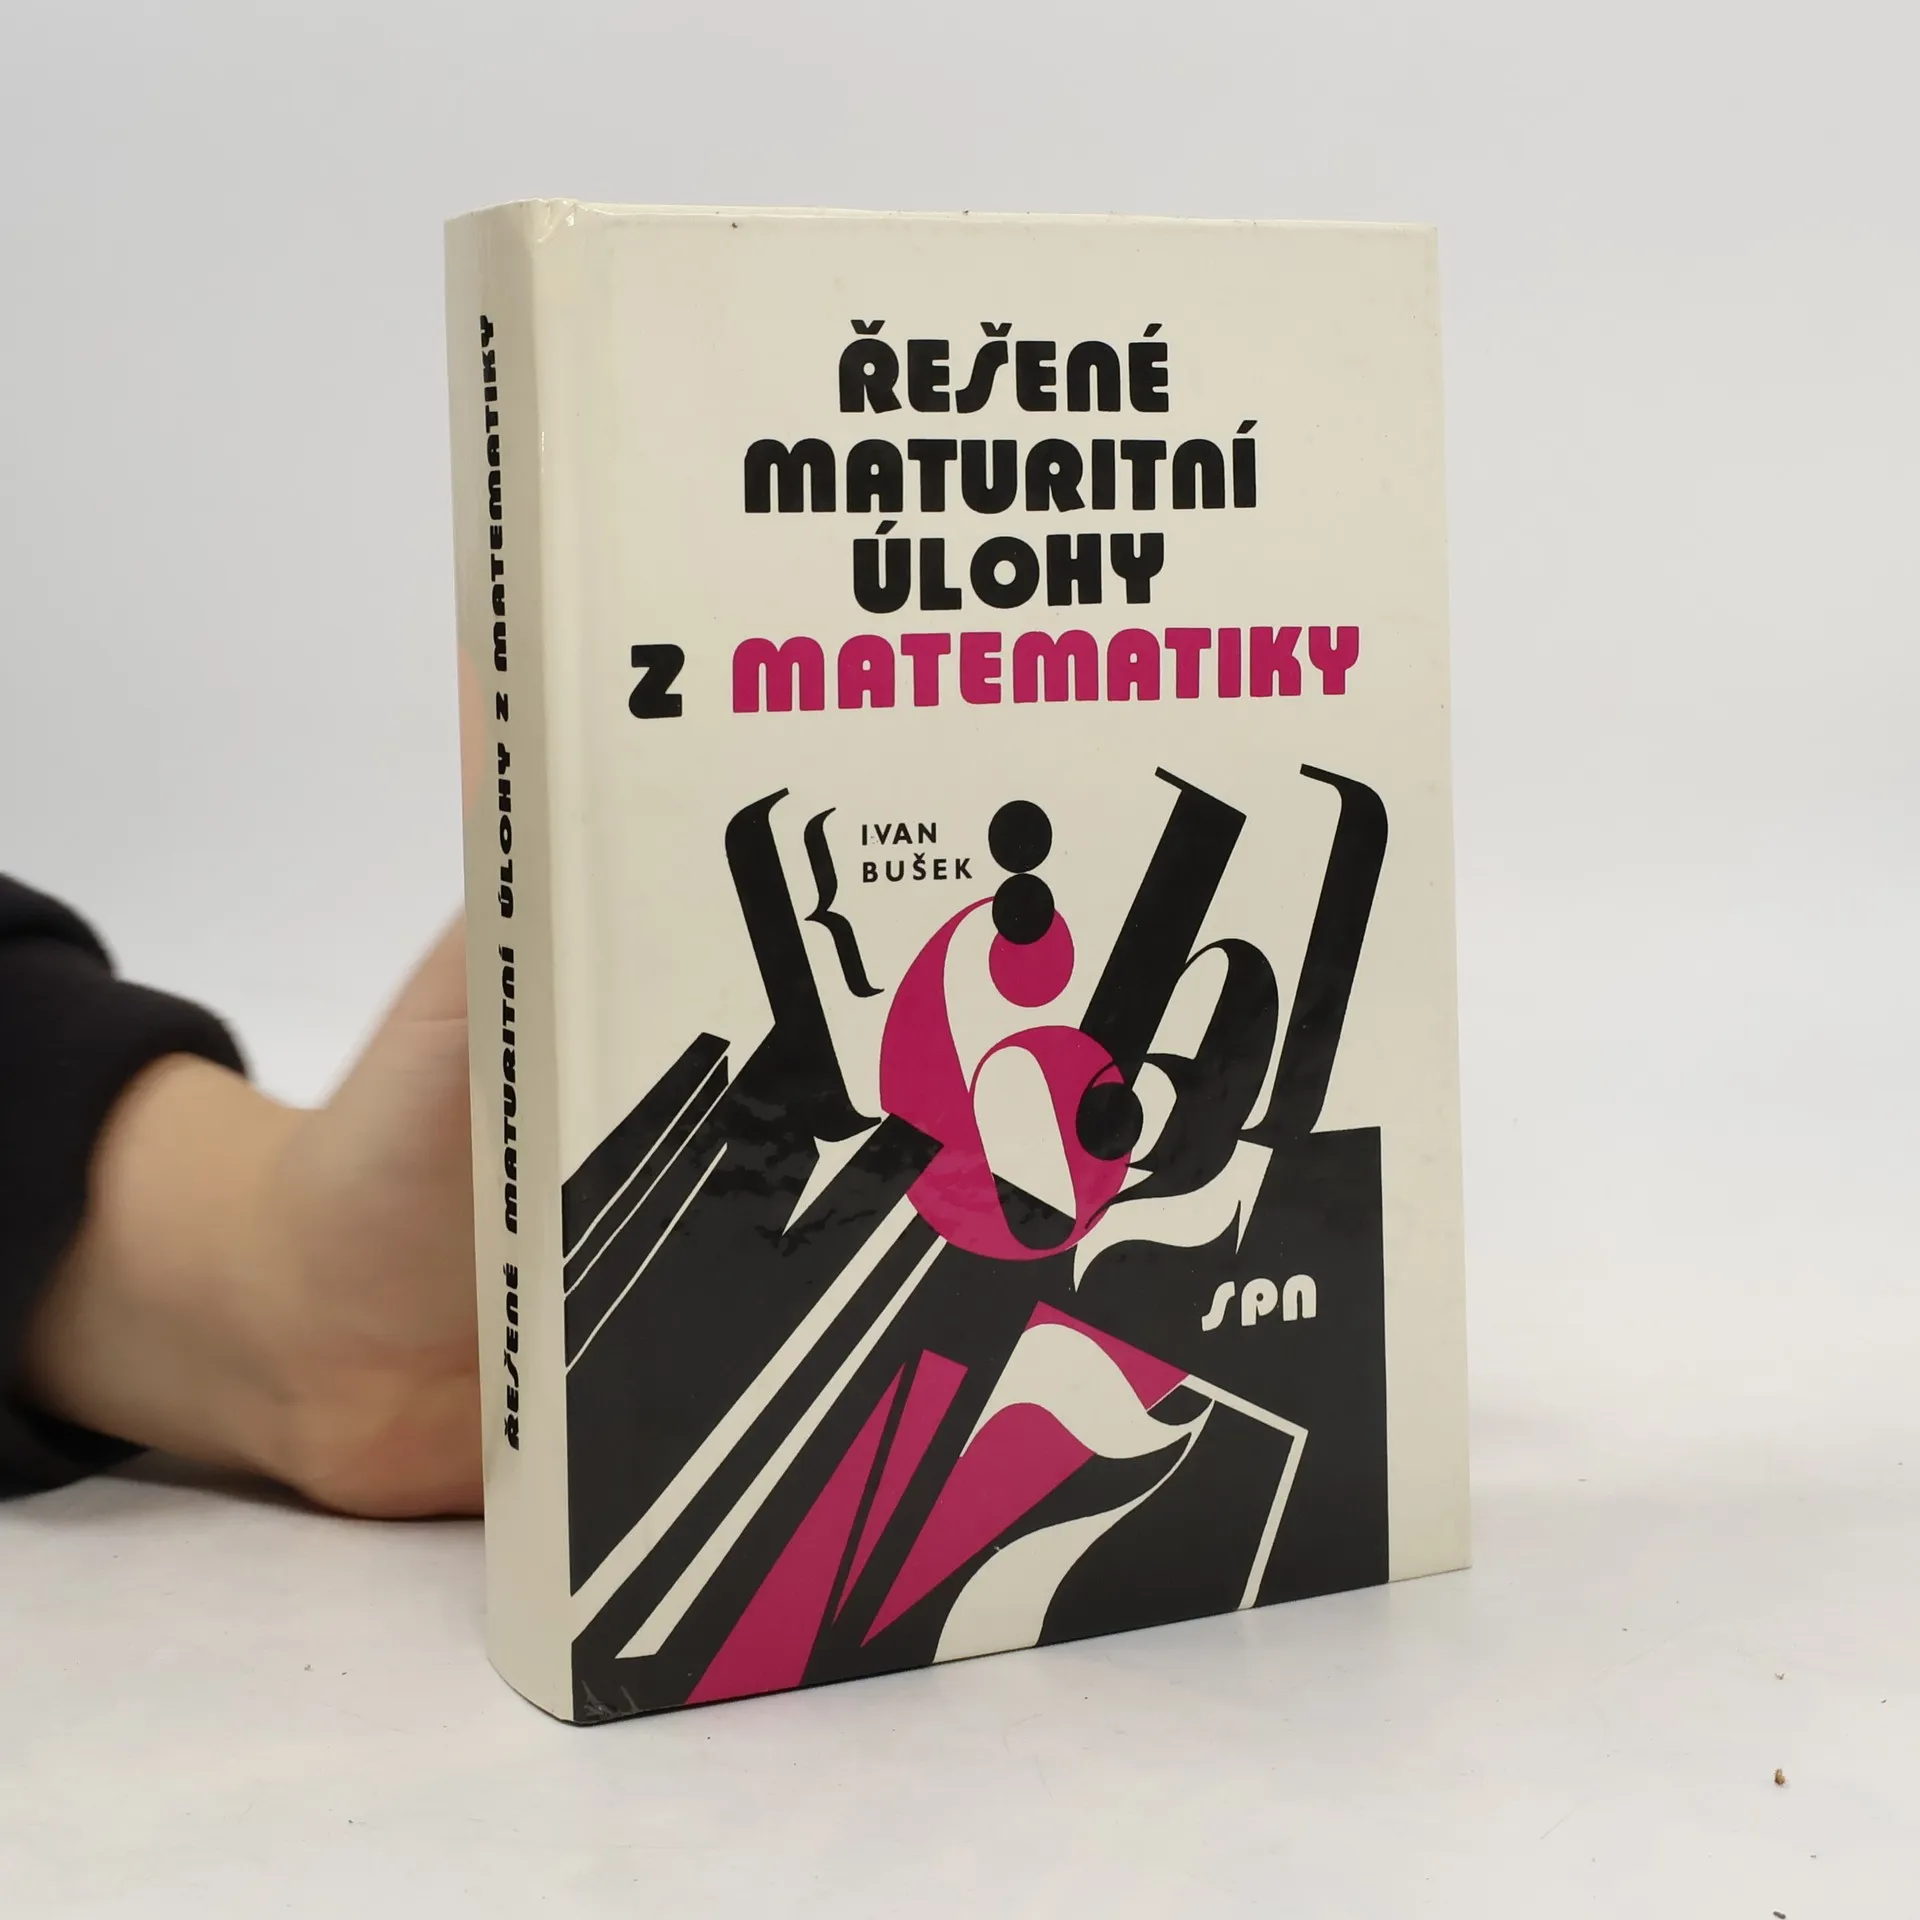 ŘEŠENÉ
MATURITNÍ
ÚLOHY
Z MATEMATIKY
IVAN
BUŠEK
SPN
ŘEŠENÉ MATURITNÍ ÚLOHY Z MATEMATIKY